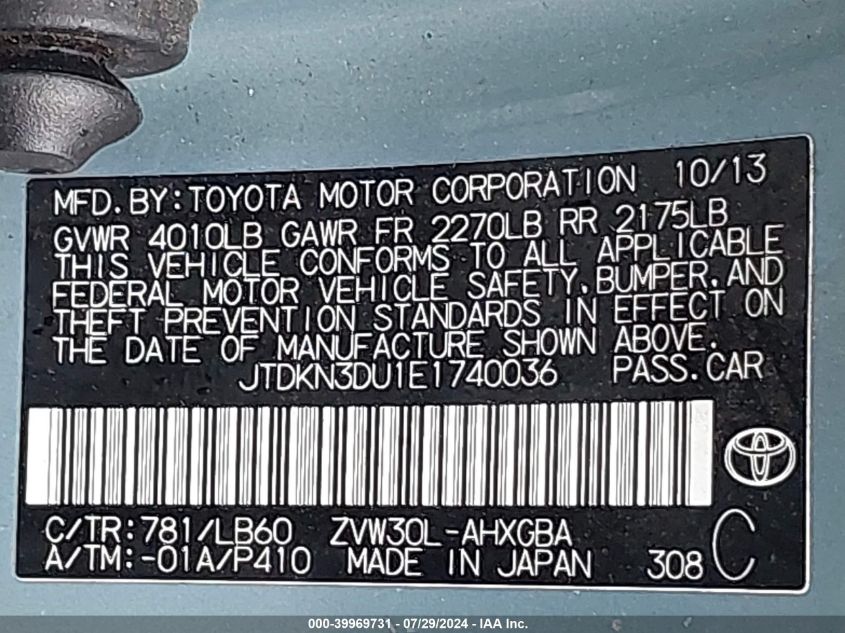 MFD.BY:TOYOTA MOTOR CORPORATION 10/13
GVWR 4010LB GAWR FR 2270LB RR 2175LB
THIS VEHICLE CONFORMS TO ALL APPLICABLE
FEDERAL MOTOR VEHICLE SAFETY,BUMPER,AND
THEFT PREVENTION STANDARDS IN EFFECT ON
THE DATE OF MANUFACTURE SHOWN ABOVE.
JTDKN3DU1E1740036 PASS.CAR
C/TR:781/LB60 ZVW30L-AHXGBA C
A/TM:-01A/P410 MADE IN JAPAN 308
000-39969731 - 07/29/2024 - IAA Inc.